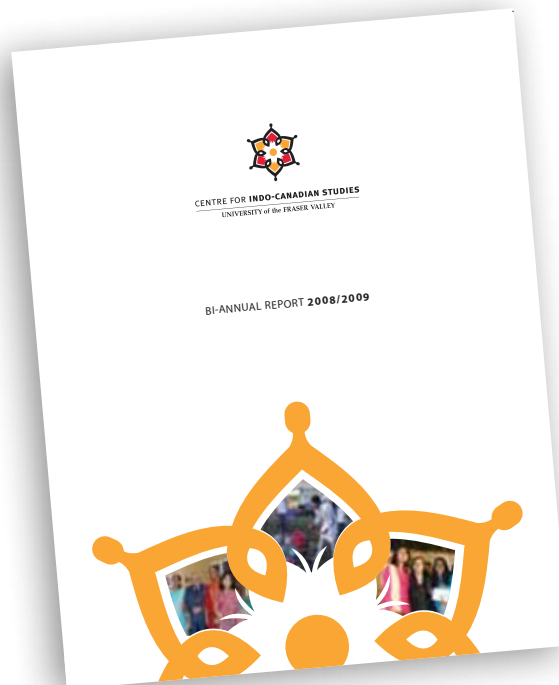 CENTRE FOR INDO-CANADIAN STUDIES
UNIVERSITY of the FRASER VALLEY
BI-ANNUAL REPORT 2008/2009